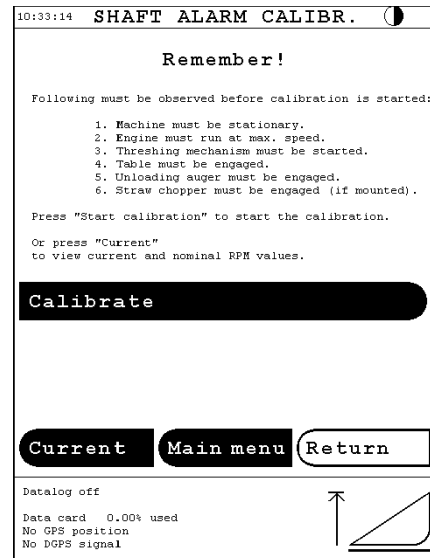 10:33:14 SHAFT ALARM CALIBR.
Remember!
Following must be observed before calibration is started:
1. Machine must be stationary.
2. Engine must run at max. speed.
3. Threshing mechanism must be started.
4. Table must be engaged.
5. Unloading auger must be engaged.
6. Straw chopper must be engaged (if mounted).
Press "Start calibration" to start the calibration.
Or press "Current"
to view current and nominal RPM values.
Calibrate
Current Main menu Return
Datalog off
Data card 0.00% used
No GPS position
No DGPS signal